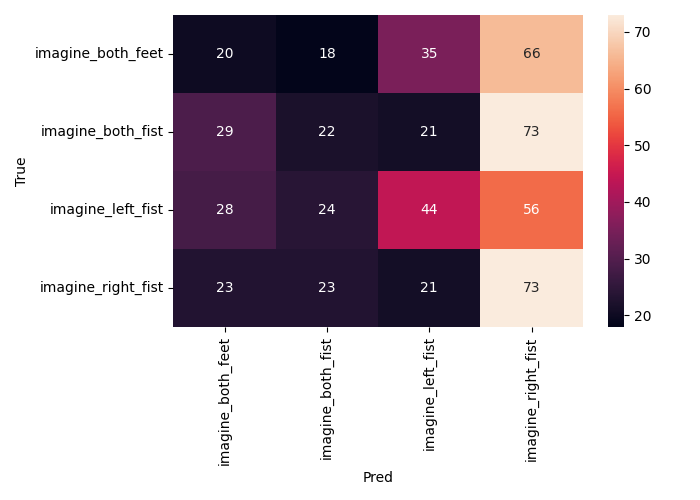 imagine_both_feet 20 18 35 66
imagine_both_fist 29 22 21 73
imagine_left_fist 28 24 44 56
imagine_right_fist 23 23 21 73
True
imagine_both_feet
imagine_both_fist
imagine_left_fist
imagine_right_fist
Pred
70
60
50
40
30
20